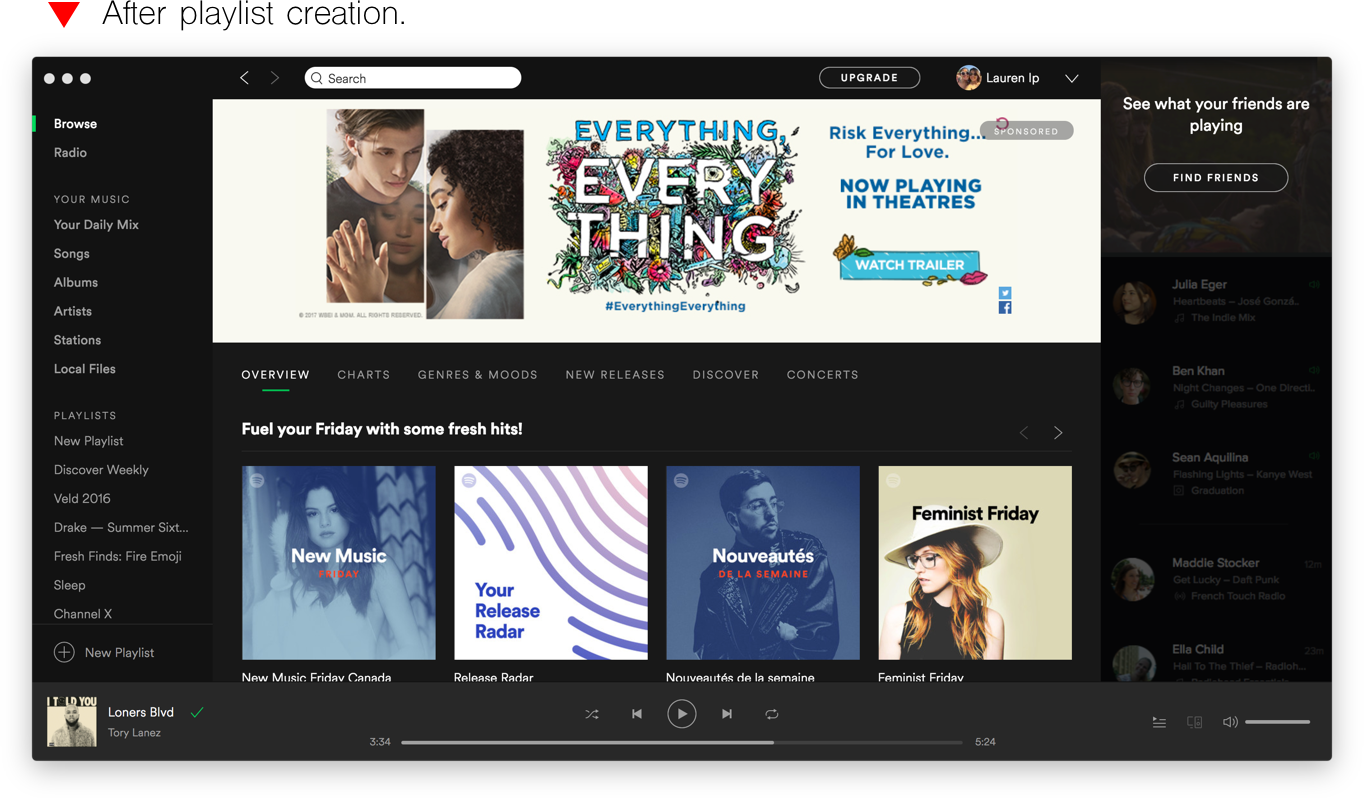 After playlist creation.
Search
UPGRADE
Lauren Ip
Browse
Radio
YOUR MUSIC
Your Daily Mix
Songs
Albums
Artists
Stations
Local Files
PLAYLISTS
New Playlist
Discover Weekly
Veld 2016
Drake — Summer Sixt...
Fresh Finds: Fire Emoji
Sleep
Channel X
New Playlist
EVERYTHING,
EVERY
THING
#EverythingEverything
© 2017 WBEI & MGM. ALL RIGHTS RESERVED.
Risk Everything...
For Love.
SPONSORED
NOW PLAYING
IN THEATRES
WATCH TRAILER
OVERVIEW
CHARTS
GENRES & MOODS
NEW RELEASES
DISCOVER
CONCERTS
Fuel your Friday with some fresh hits!
New Music
FRIDAY
Your
Release
Radar
Nouveautés
DE LA SEMAINE
Feminist Friday
New Music Friday Canada
Release Radar
Nouveautés de la semaine
Feminist Friday
See what your friends are
playing
FIND FRIENDS
Julia Eger
Heartbeats – José Gonzá..
The Indie Mix
Ben Khan
Night Changes – One Directi..
Guilty Pleasures
Sean Aquilina
Flashing Lights – Kanye West
Graduation
Maddie Stocker
12m
Get Lucky – Daft Punk
French Touch Radio
Ella Child
23m
Hail To The Thief – Radioh...
Radiohead Essentials
I TOLD YOU
Loners Blvd
Tory Lanez
3:34
5:24